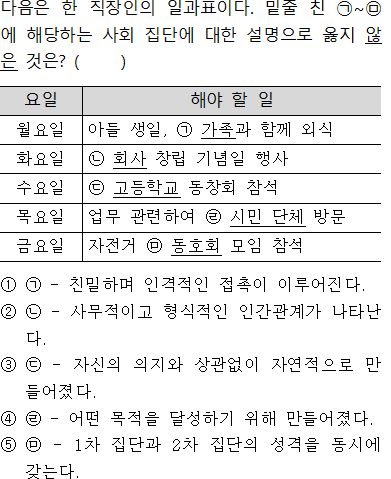 다음은 한 직장인의 일과표이다. 밑줄 친 ㉠~㉤
에 해당하는 사회 집단에 대한 설명으로 옳지 않
은 것은? (     )
요일 해야 할 일
월요일 아들 생일, ㉠ 가족과 함께 외식
화요일 ㉡ 회사 창립 기념일 행사
수요일 ㉢ 고등학교 동창회 참석
목요일 업무 관련하여 ㉣ 시민 단체 방문
금요일 자전거 ㉤ 동호회 모임 참석
① ㉠ - 친밀하며 인격적인 접촉이 이루어진다.
② ㉡ - 사무적이고 형식적인 인간관계가 나타난
다.
③ ㉢ - 자신의 의지와 상관없이 자연적으로 만
들어졌다.
④ ㉣ - 어떤 목적을 달성하기 위해 만들어졌다.
⑤ ㉤ - 1차 집단과 2차 집단의 성격을 동시에
갖는다.